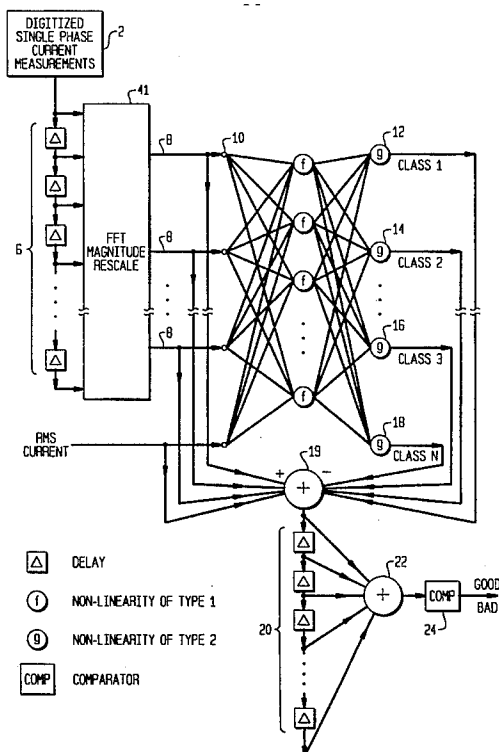 DIGITIZED
SINGLE PHASE
CURRENT
MEASUREMENTS
2
41
6
Δ
Δ
Δ
Δ
FFT
MAGNITUDE
RESCALE
8
8
8
10
f
f
f
f
g
g
g
g
12
14
16
18
CLASS 1
CLASS 2
CLASS 3
CLASS N
RMS
CURRENT
19
+
+
−
20
Δ
Δ
Δ
Δ
22
+
COMP
24
GOOD
BAD
Δ DELAY
f NON-LINEARITY OF TYPE 1
g NON-LINEARITY OF TYPE 2
COMP COMPARATOR